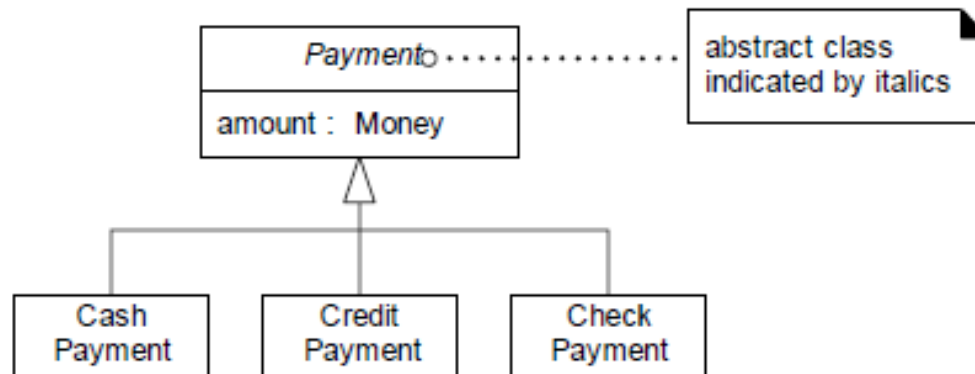 Payment
abstract class
indicated by italics
amount : Money
Cash
Payment
Credit
Payment
Check
Payment